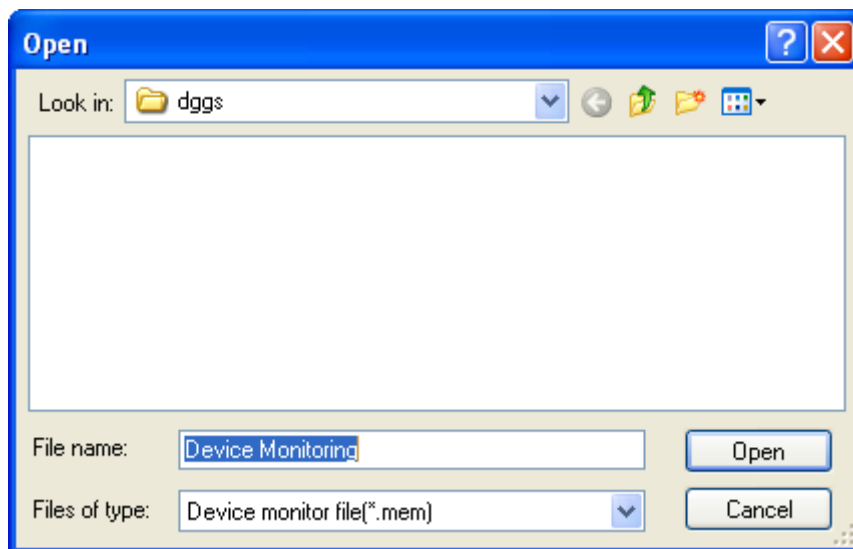 Open
Look in: dggs
File name: Device Monitoring Open
Files of type: Device monitor file(*.mem) Cancel